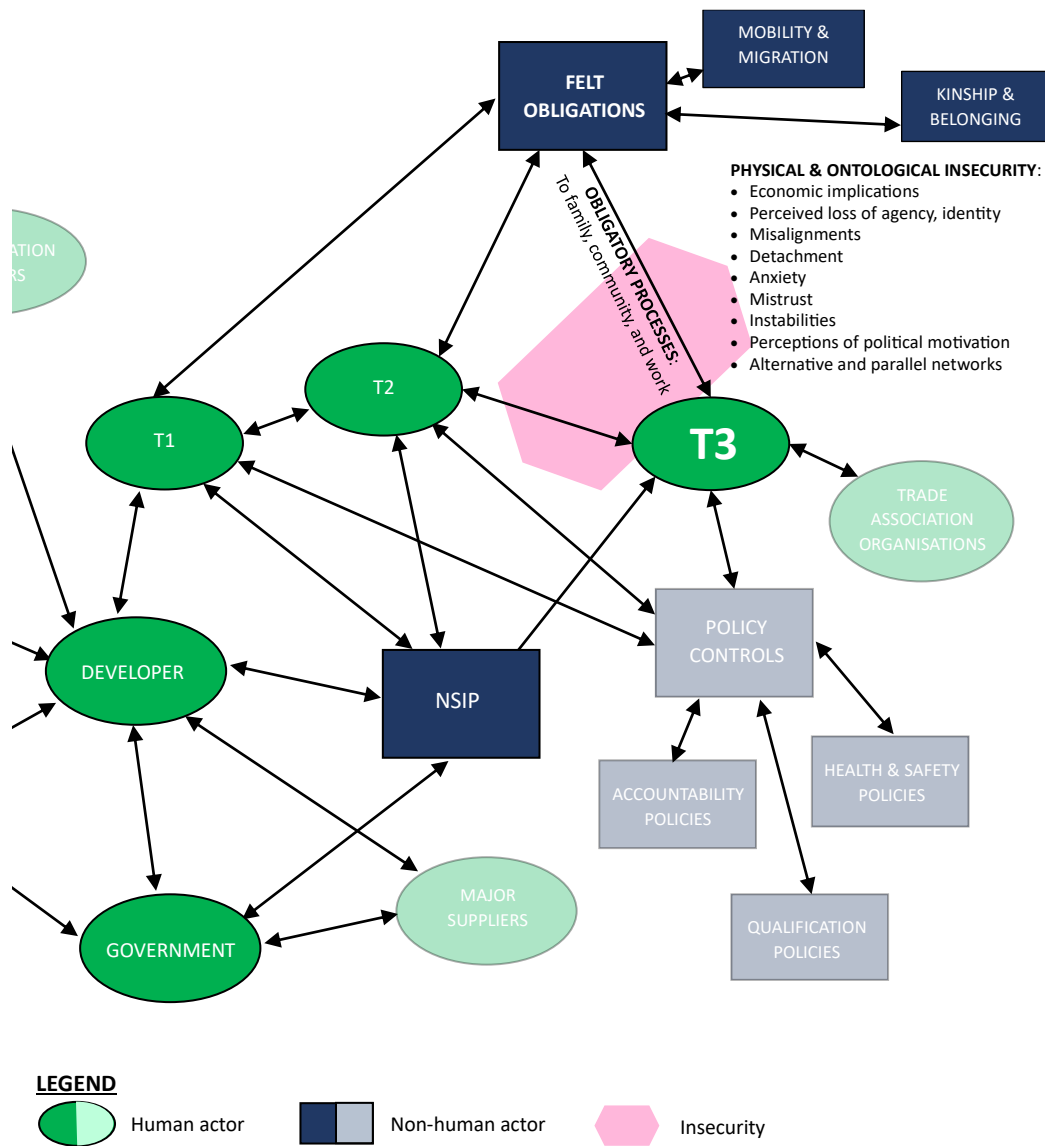 MOBILITY &
MIGRATION
FELT
OBLIGATIONS
KINSHIP &
BELONGING
PHYSICAL & ONTOLOGICAL INSECURITY:
• Economic implications
• Perceived loss of agency, identity
• Misalignments
• Detachment
• Anxiety
• Mistrust
• Instabilities
• Perceptions of political motivation
• Alternative and parallel networks
OBLIGATORY PROCESSES:
To family, community, and work
T2
T1
T3
TRADE
ASSOCIATION
ORGANISATIONS
POLICY
CONTROLS
DEVELOPER
NSIP
HEALTH & SAFETY
POLICIES
ACCOUNTABILITY
POLICIES
MAJOR
SUPPLIERS
QUALIFICATION
POLICIES
GOVERNMENT
LEGEND
Human actor
Non-human actor
Insecurity